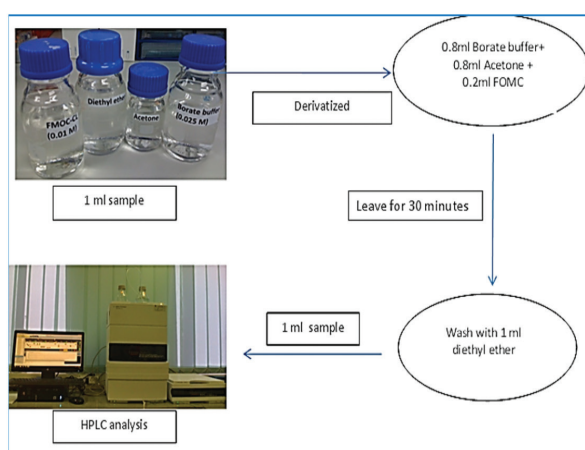 FMOC-CL
(0.01 M)
Diethyl ether
Acetone
Borate buffer
(0.025 M)
1 ml sample
Derivatized
0.8ml Borate buffer+
0.8ml Acetone +
0.2ml FOMC
Leave for 30 minutes
Wash with 1 ml
diethyl ether
1 ml sample
HPLC analysis